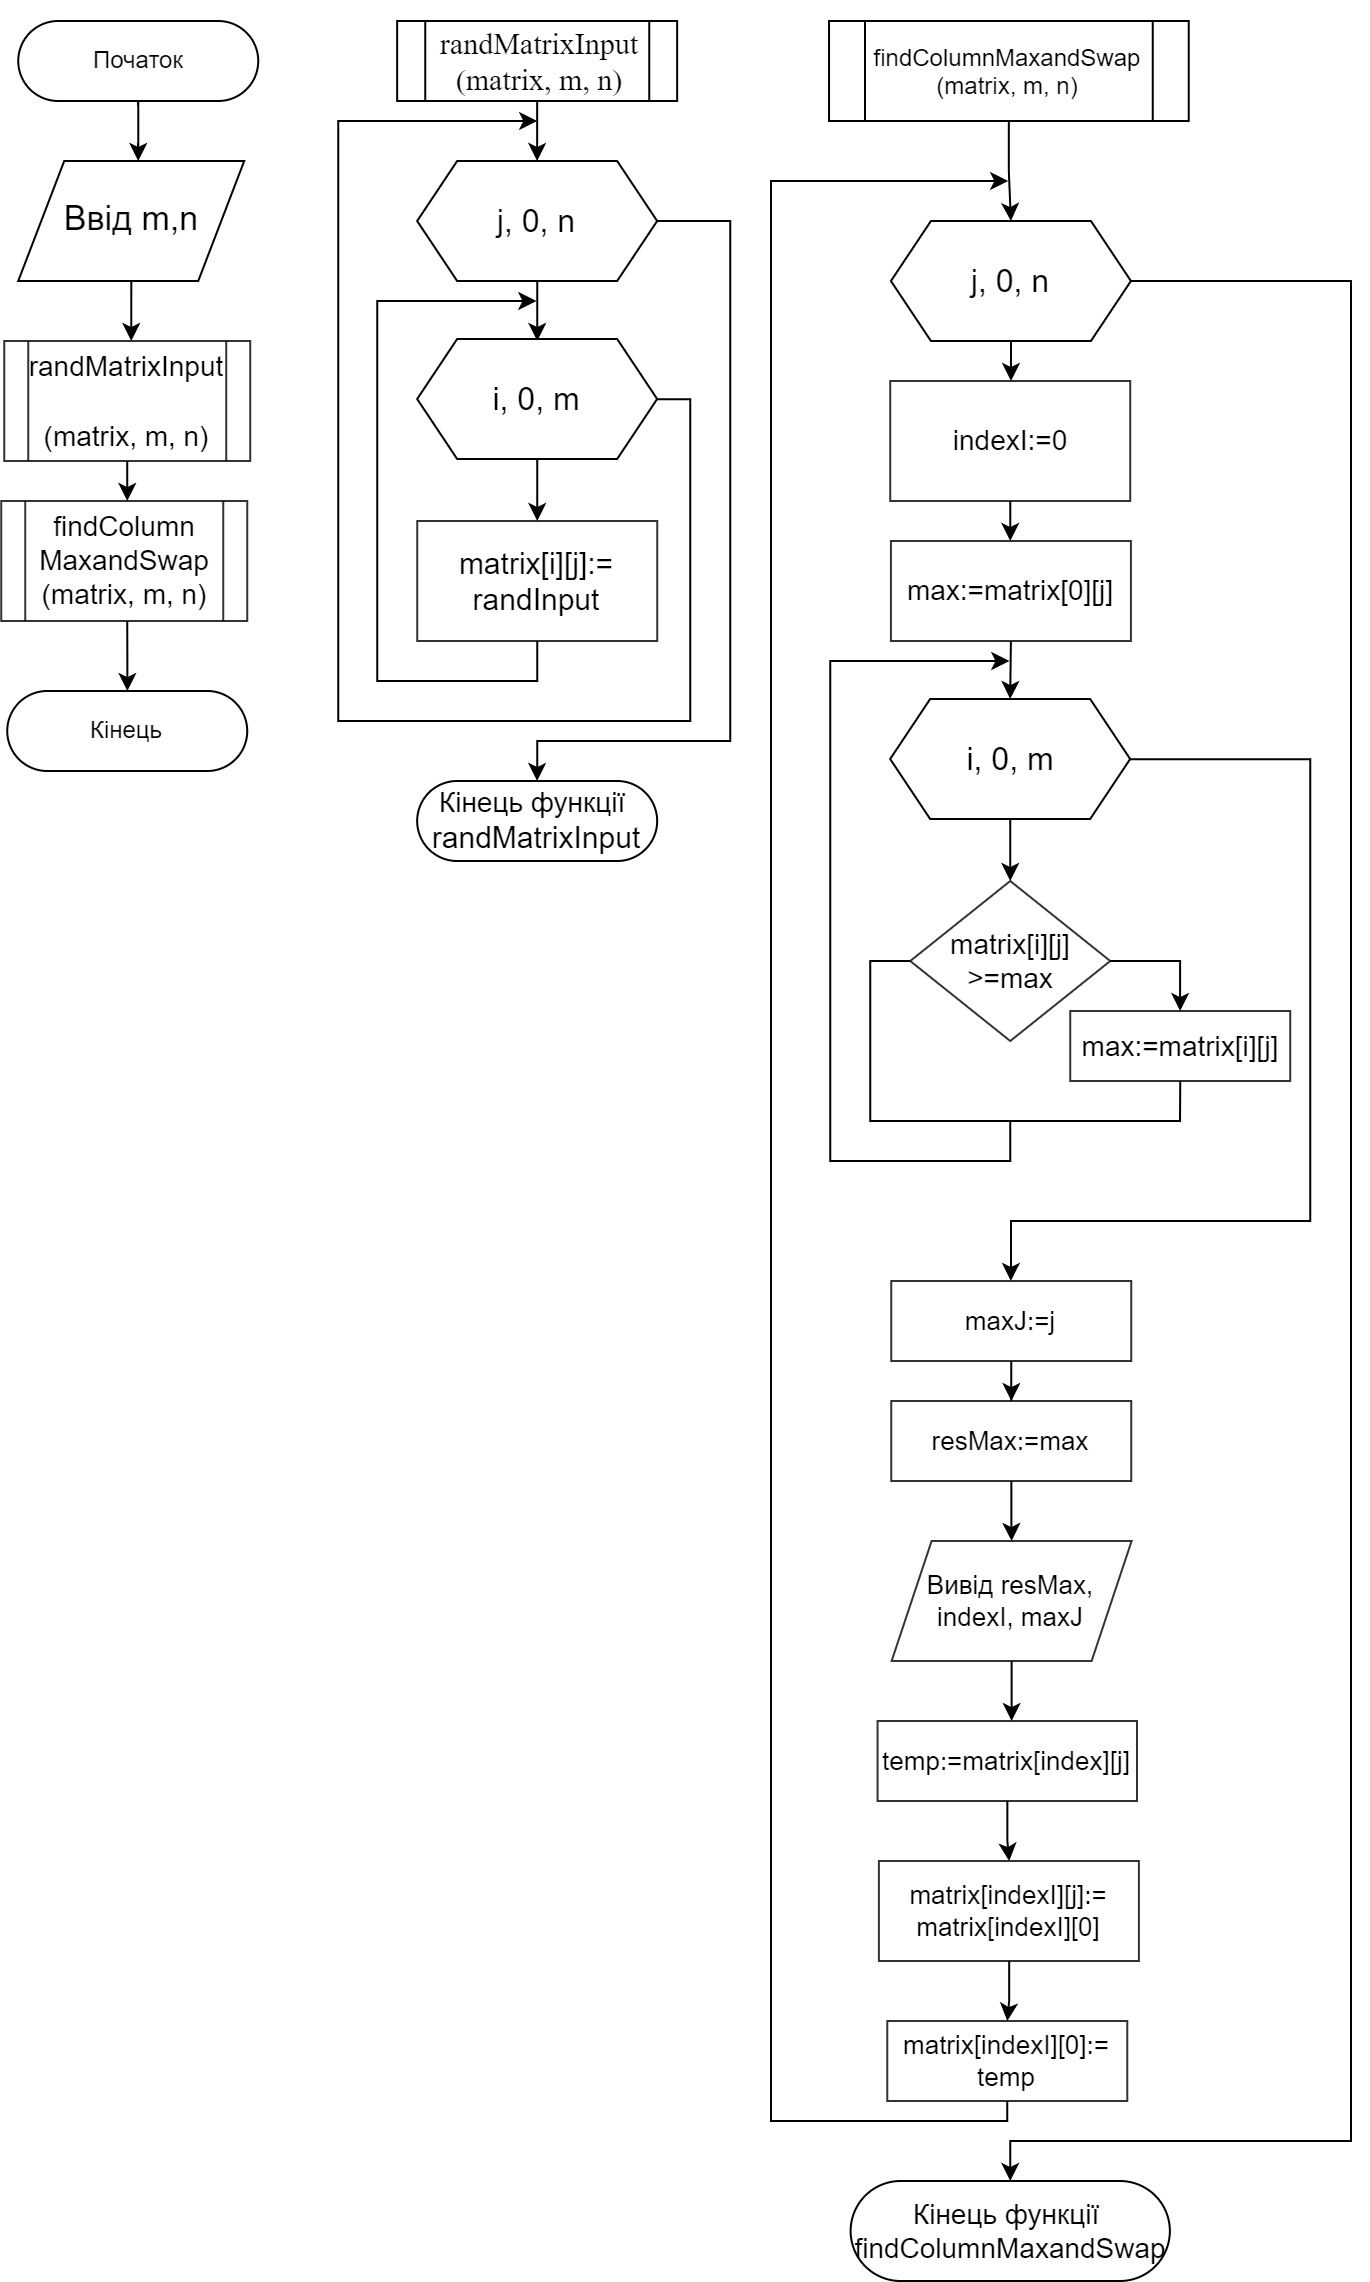 Початок
Ввід m,n
randMatrixInput
(matrix, m, n)
findColumn
MaxandSwap
(matrix, m, n)
Кінець
randMatrixInput
(matrix, m, n)
j, 0, n
i, 0, m
matrix[i][j]:=
randInput
Кінець функції
randMatrixInput
findColumnMaxandSwap
(matrix, m, n)
j, 0, n
indexI:=0
max:=matrix[0][j]
i, 0, m
matrix[i][j]
>=max
max:=matrix[i][j]
maxJ:=j
resMax:=max
Вивід resMax,
indexI, maxJ
temp:=matrix[index][j]
matrix[indexI][j]:=
matrix[indexI][0]
matrix[indexI][0]:=
temp
Кінець функції
findColumnMaxandSwap